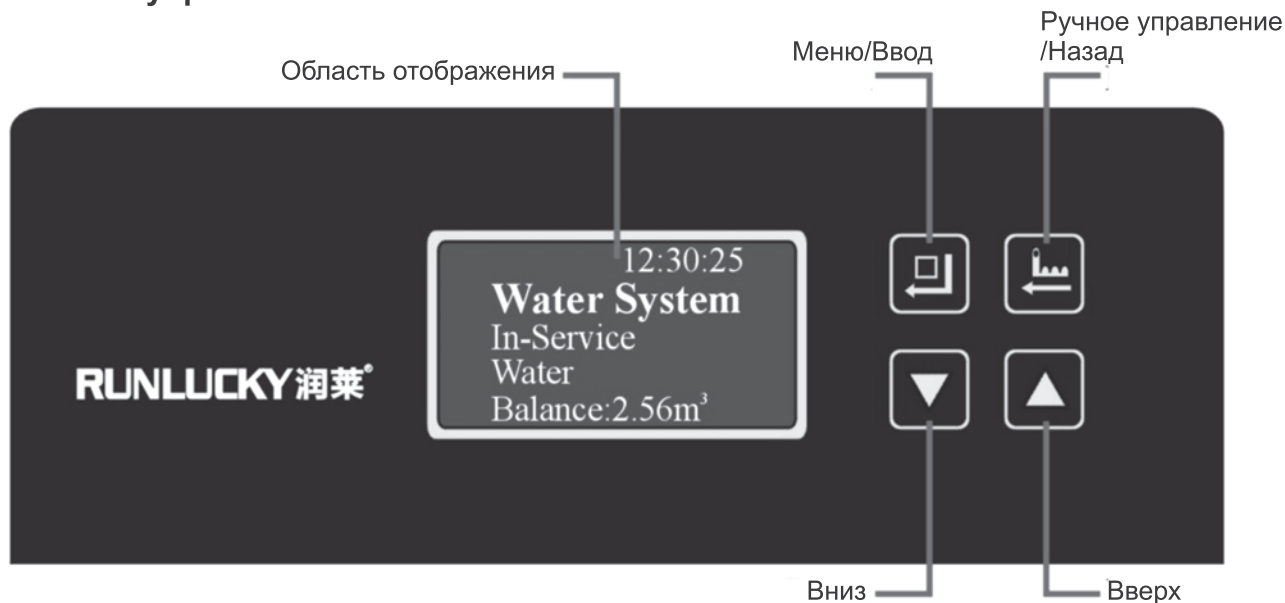 Ручное управление
/Назад
Меню/Ввод
Область отображения
12:30:25
Water System
In-Service
Water
Balance:2.56m³
RUNLUCKY润莱®
Вниз
Вверх